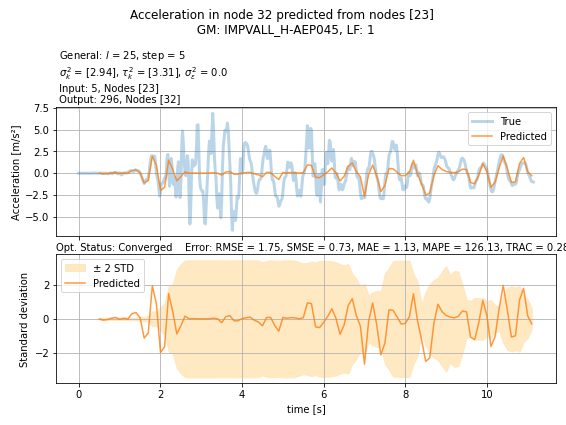 Acceleration in node 32 predicted from nodes [23]
GM: IMPVALL_H-AEP045, LF: 1
General: l = 25, step = 5
σ²ₖ = [2.94], τ²ₖ = [3.31], σ²ε = 0.0
Input: 5, Nodes [23]
Output: 296, Nodes [32]
7.5
5.0
2.5
0.0
−2.5
−5.0
Acceleration [m/s²]
True
Predicted
Opt. Status: Converged Error: RMSE = 1.75, SMSE = 0.73, MAE = 1.13, MAPE = 126.13, TRAC = 0.28
± 2 STD
Predicted
2
0
−2
Standard deviation
0 2 4 6 8 10
time [s]